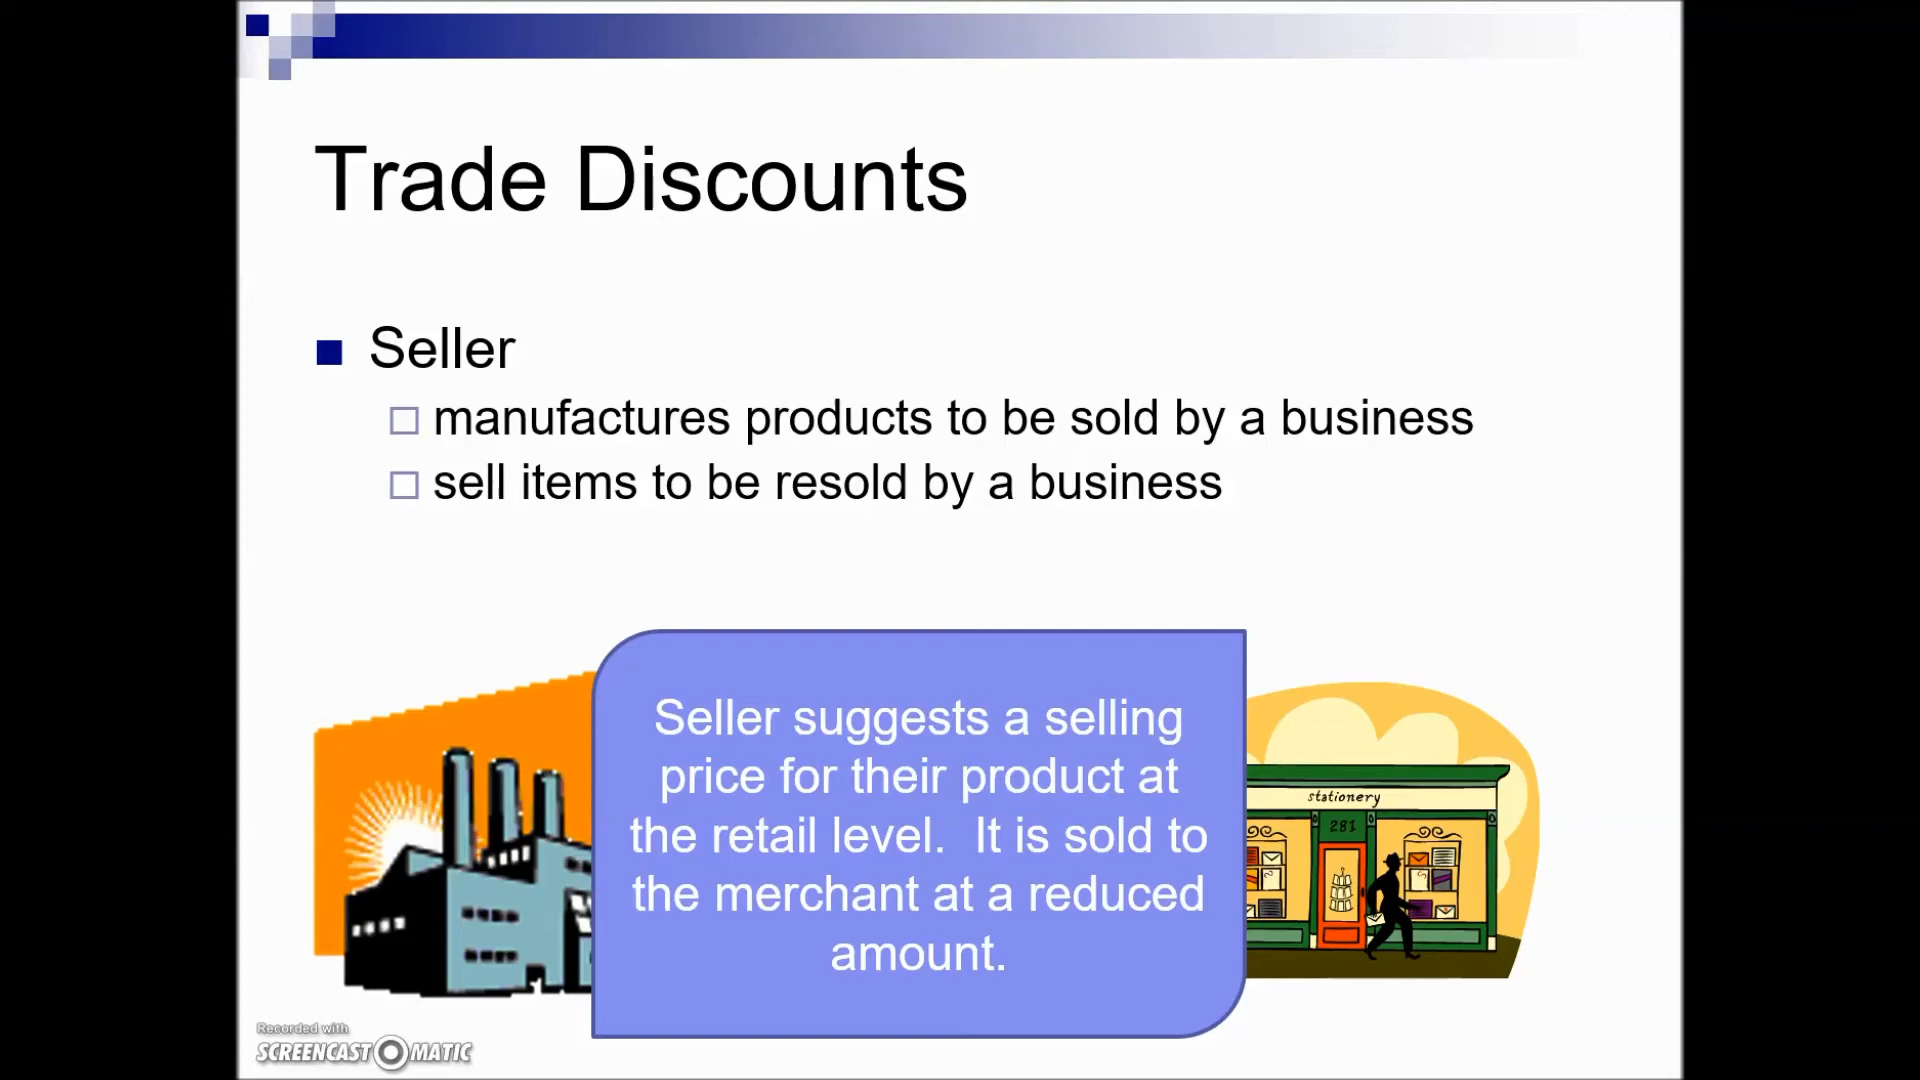 Trade Discounts
Seller
manufactures products to be sold by a business
sell items to be resold by a business
Seller suggests a selling
price for their product at
the retail level.  It is sold to
the merchant at a reduced
amount.
stationery
281
Recorded with
SCREENCAST MATIC